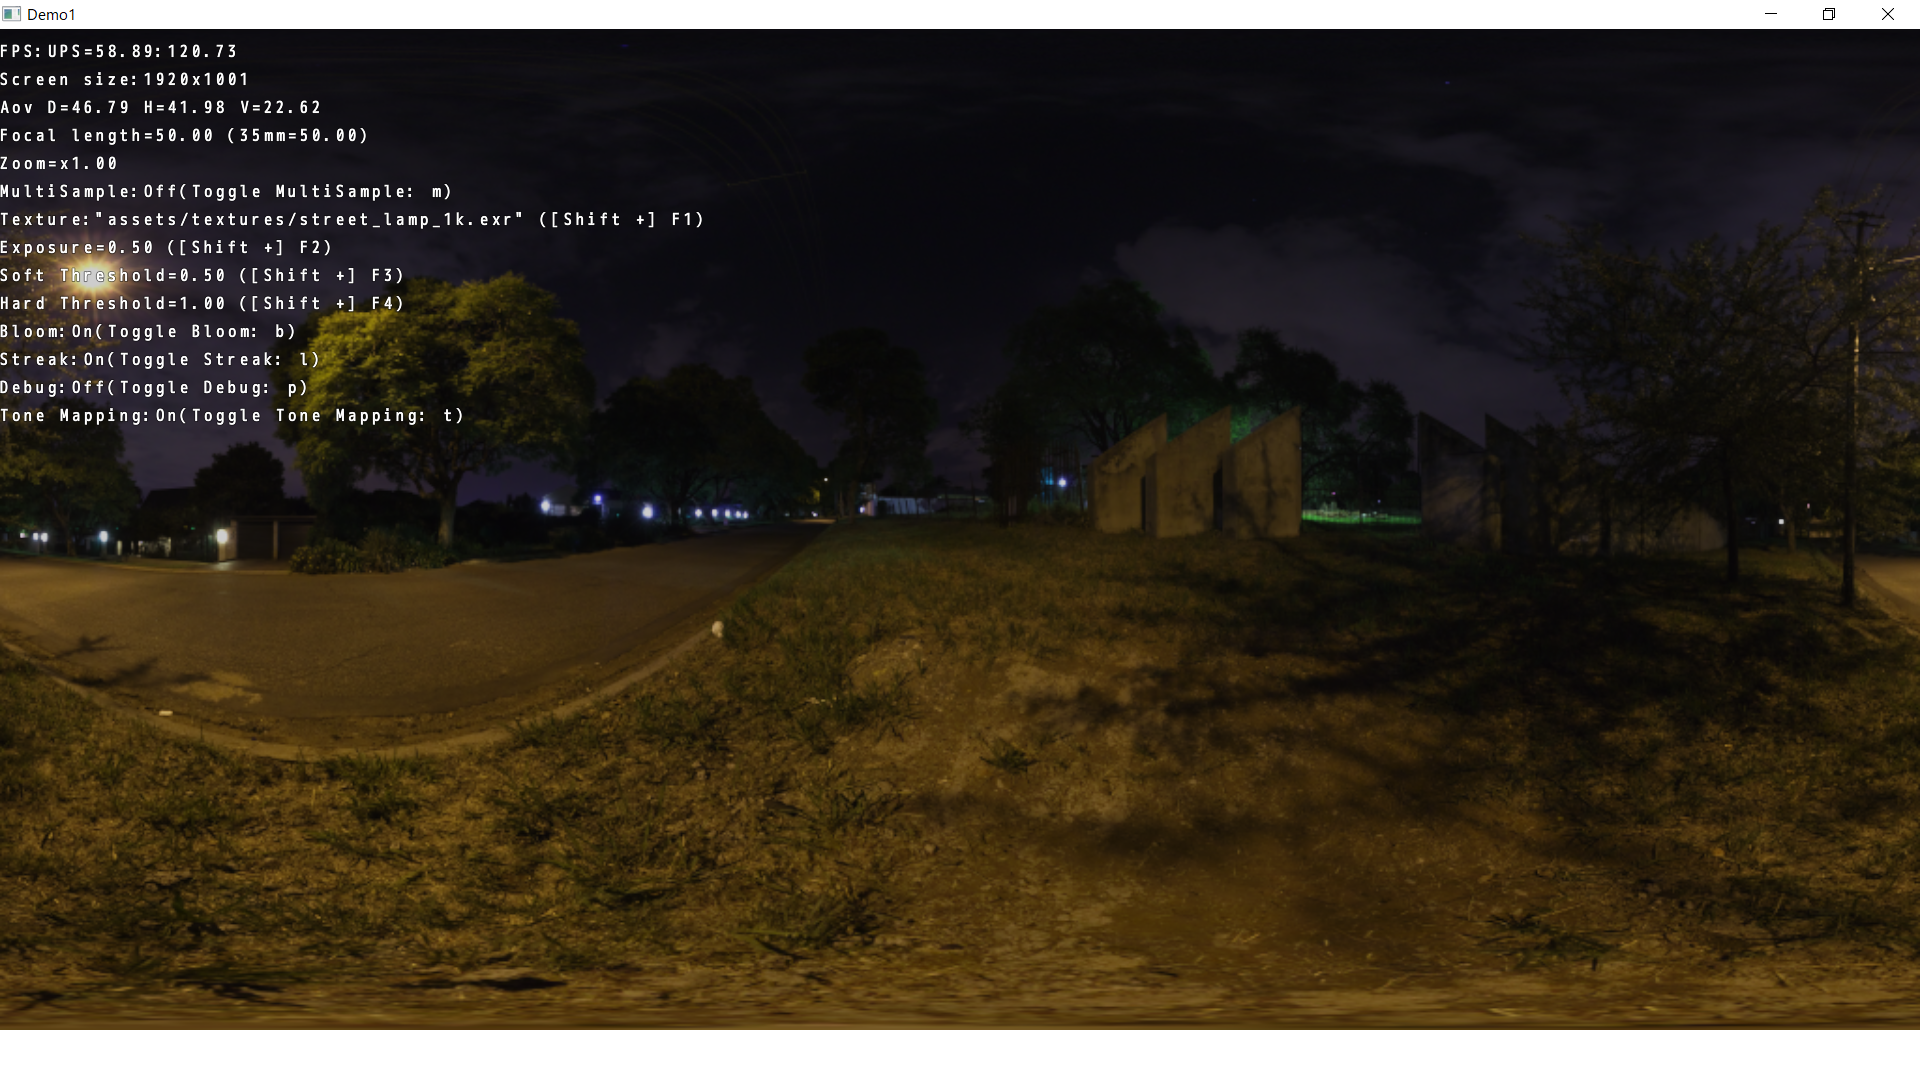 Demo1
FPS:UPS=58.89:120.73
Screen size:1920x1001
Aov D=46.79 H=41.98 V=22.62
Focal length=50.00 (35mm=50.00)
Zoom=x1.00
MultiSample:Off(Toggle MultiSample: m)
Texture:"assets/textures/street_lamp_1k.exr" ([Shift +] F1)
Exposure=0.50 ([Shift +] F2)
Soft Threshold=0.50 ([Shift +] F3)
Hard Threshold=1.00 ([Shift +] F4)
Bloom:On(Toggle Bloom: b)
Streak:On(Toggle Streak: l)
Debug:Off(Toggle Debug: p)
Tone Mapping:On(Toggle Tone Mapping: t)